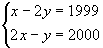 x − 2y = 1999
2x − y = 2000